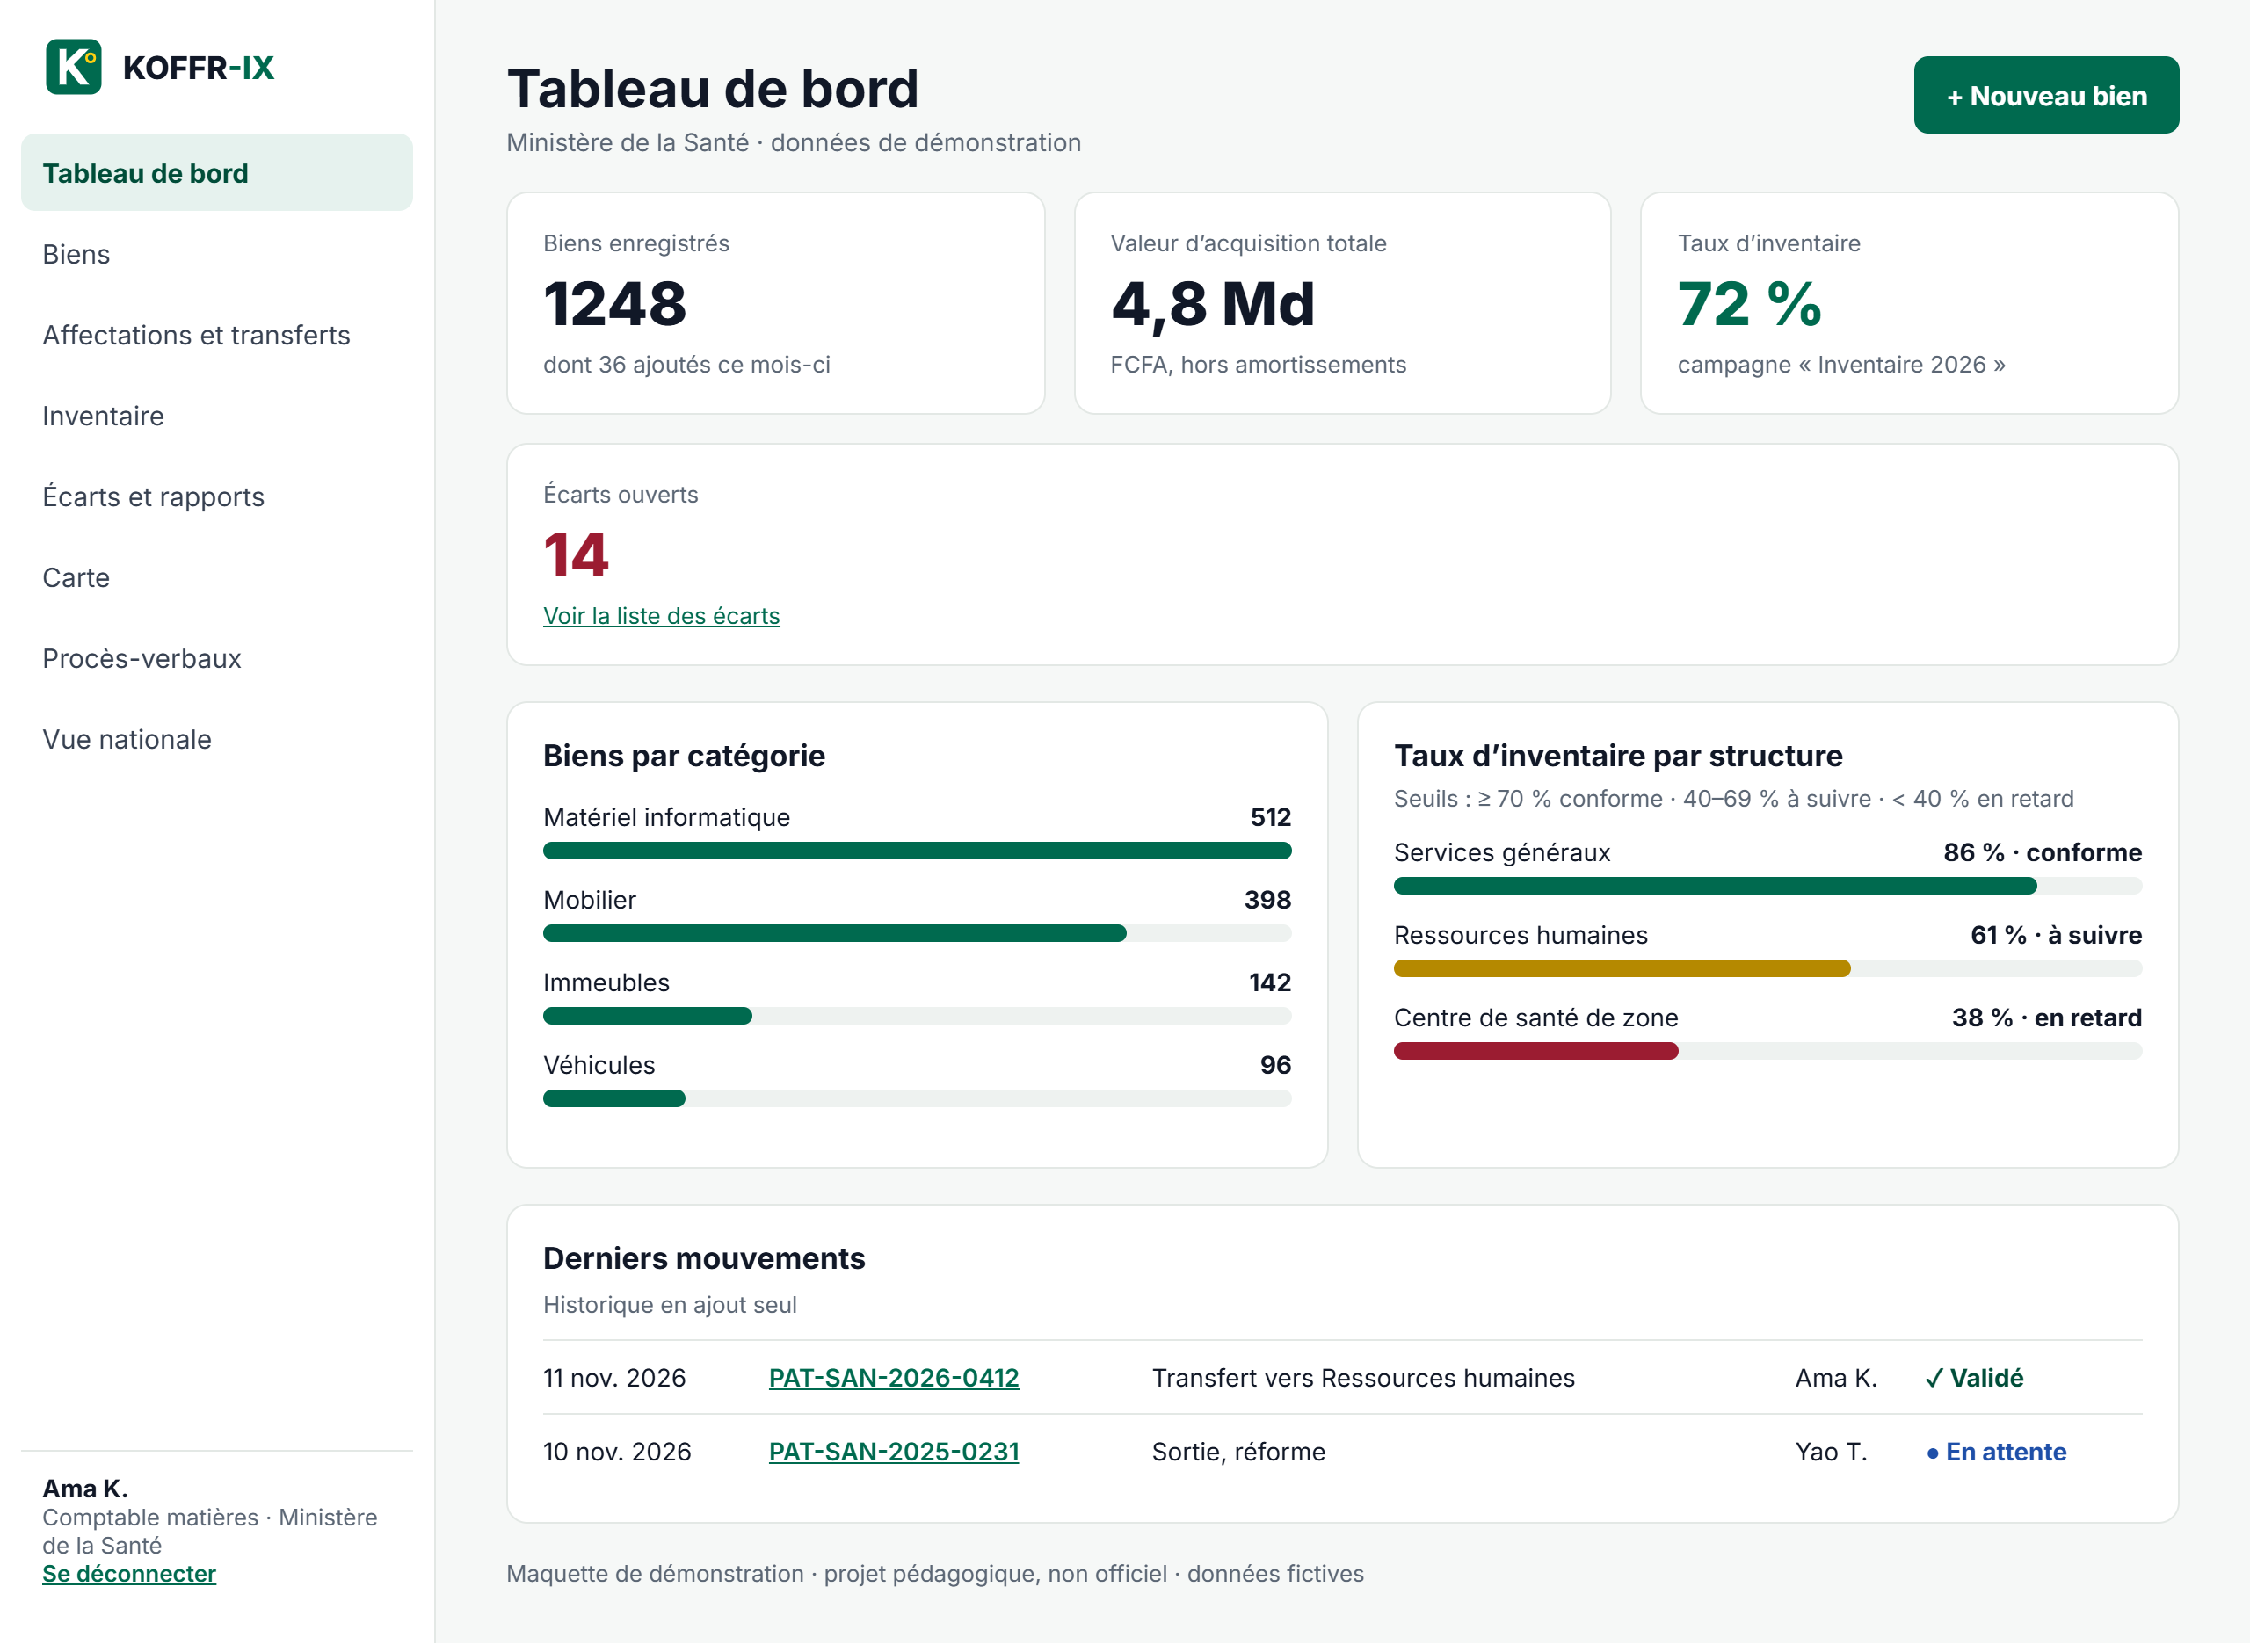 KOFFR-IX
Tableau de bord
Biens
Affectations et transferts
Inventaire
Écarts et rapports
Carte
Procès-verbaux
Vue nationale
Ama K.
Comptable matières · Ministère
de la Santé
Se déconnecter
Tableau de bord
Ministère de la Santé · données de démonstration
+ Nouveau bien
Biens enregistrés
1248
dont 36 ajoutés ce mois-ci
Valeur d’acquisition totale
4,8 Md
FCFA, hors amortissements
Taux d’inventaire
72 %
campagne « Inventaire 2026 »
Écarts ouverts
14
Voir la liste des écarts
Biens par catégorie
Matériel informatique 512
Mobilier 398
Immeubles 142
Véhicules 96
Taux d’inventaire par structure
Seuils : ≥ 70 % conforme · 40–69 % à suivre · < 40 % en retard
Services généraux 86 % · conforme
Ressources humaines 61 % · à suivre
Centre de santé de zone 38 % · en retard
Derniers mouvements
Historique en ajout seul
11 nov. 2026 PAT-SAN-2026-0412 Transfert vers Ressources humaines Ama K. ✓ Validé
10 nov. 2026 PAT-SAN-2025-0231 Sortie, réforme Yao T. ● En attente
Maquette de démonstration · projet pédagogique, non officiel · données fictives